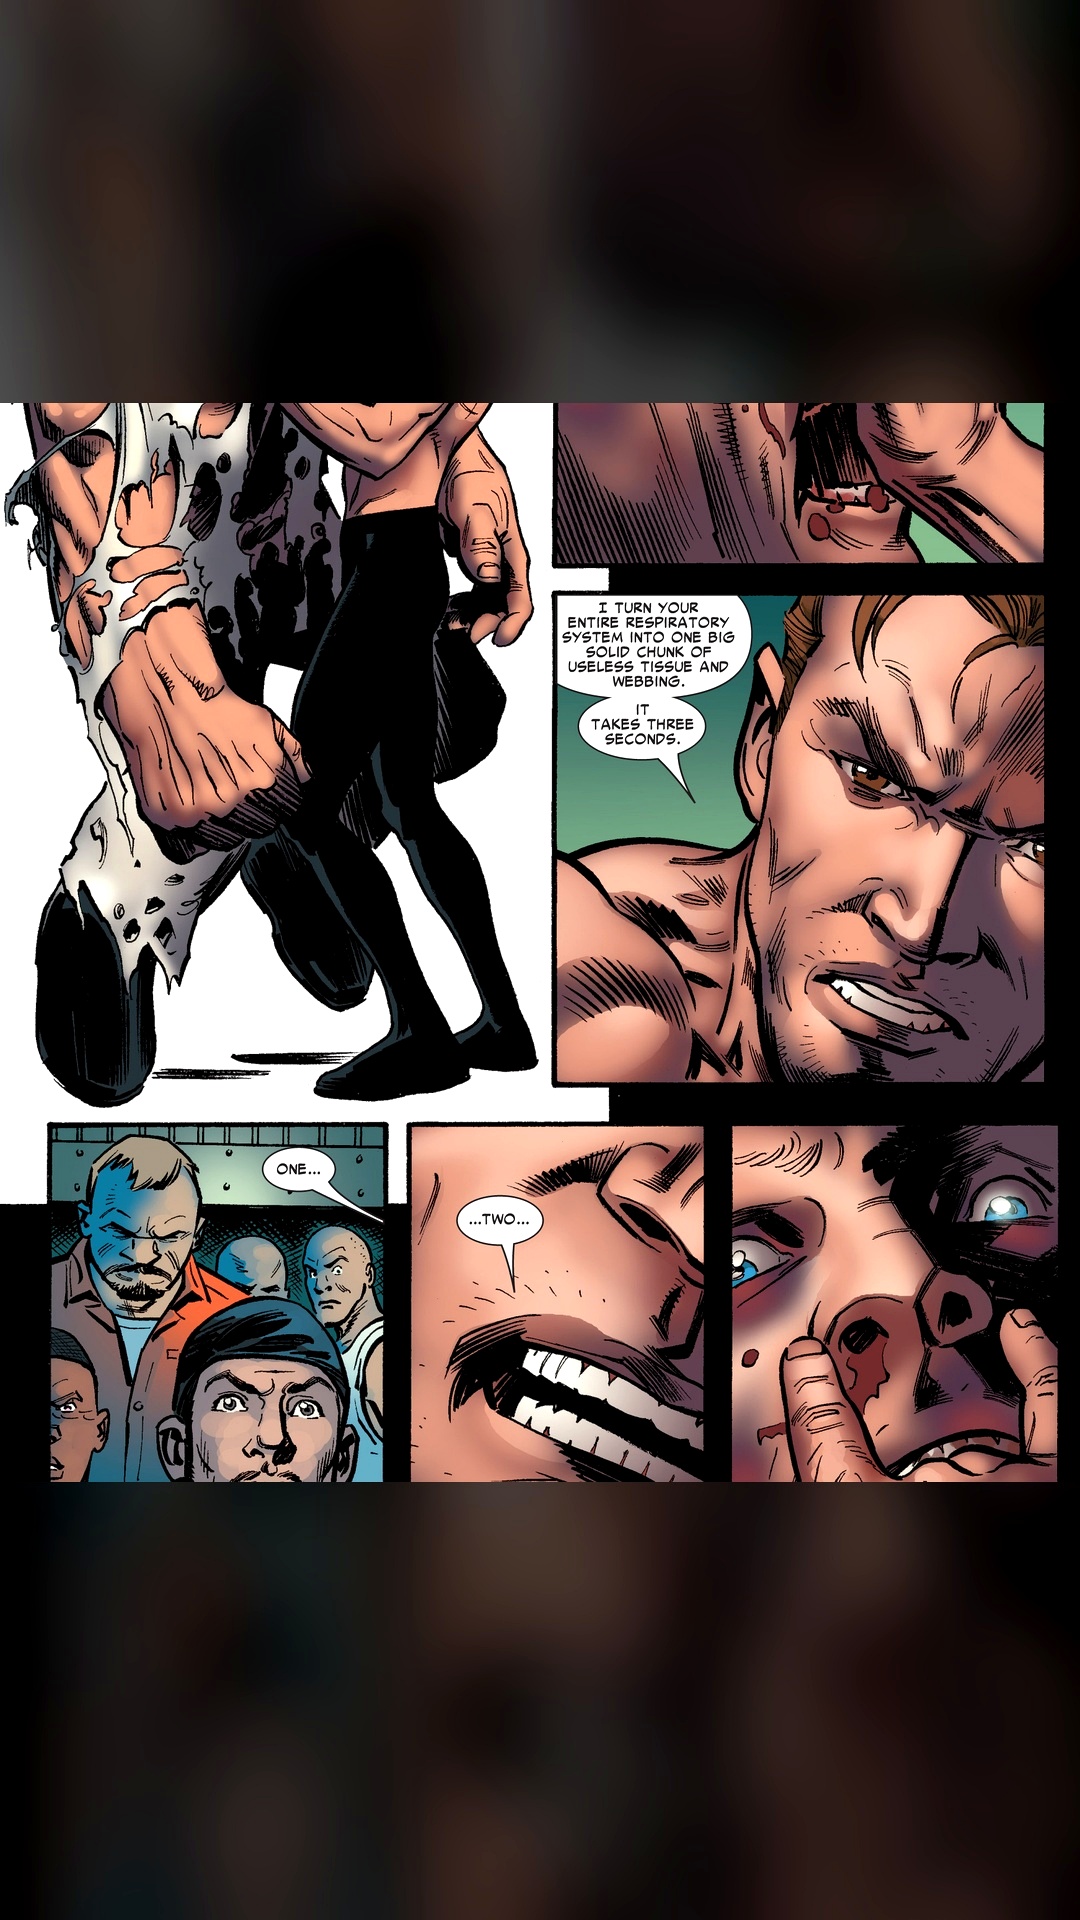 I TURN YOUR
ENTIRE RESPIRATORY
SYSTEM INTO ONE BIG
SOLID CHUNK OF
USELESS TISSUE AND
WEBBING.
IT
TAKES THREE
SECONDS.
ONE...
...TWO...